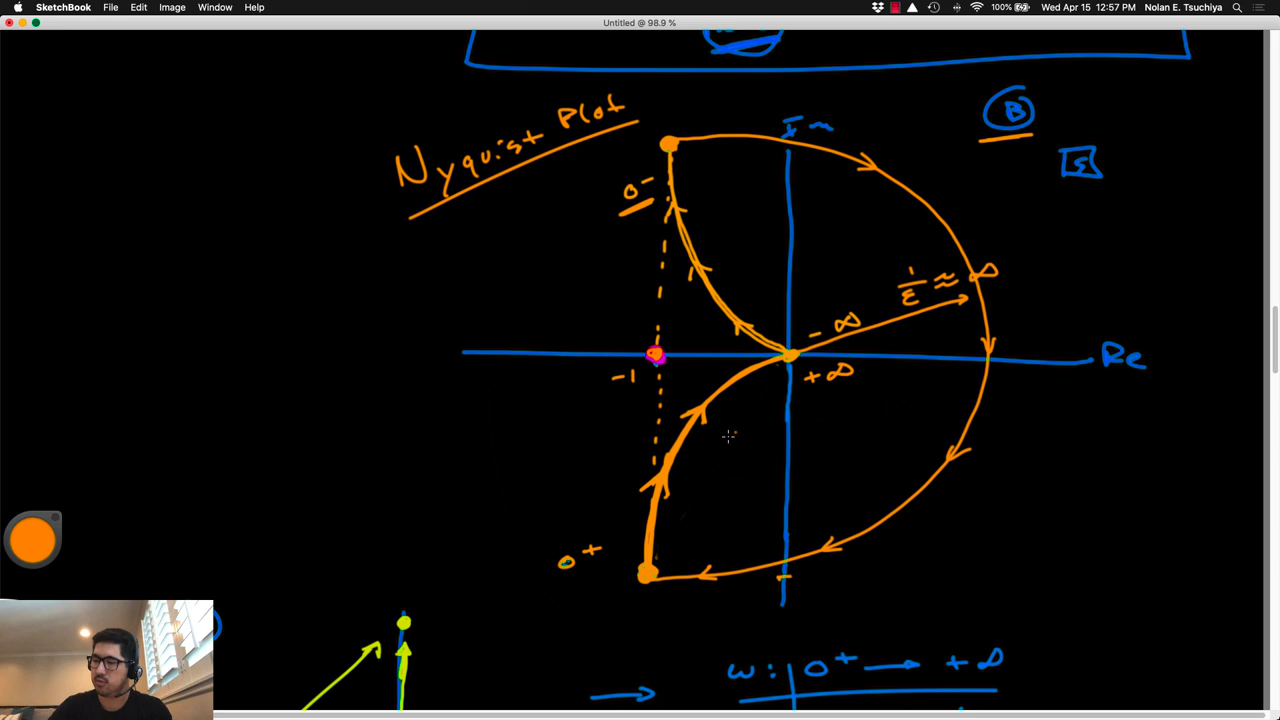 SketchBook File Edit Image Window Share Help 100% Wed Apr 15 12:57 PM Nolan E. Tsuchiya
Untitled @ 98.9 %
Nyquist Plot
Im
B
S
0⁻
1/ε ≈ ∞
- ∞
Re
-1
+∞
0⁺
ω: 0⁺ → +∞